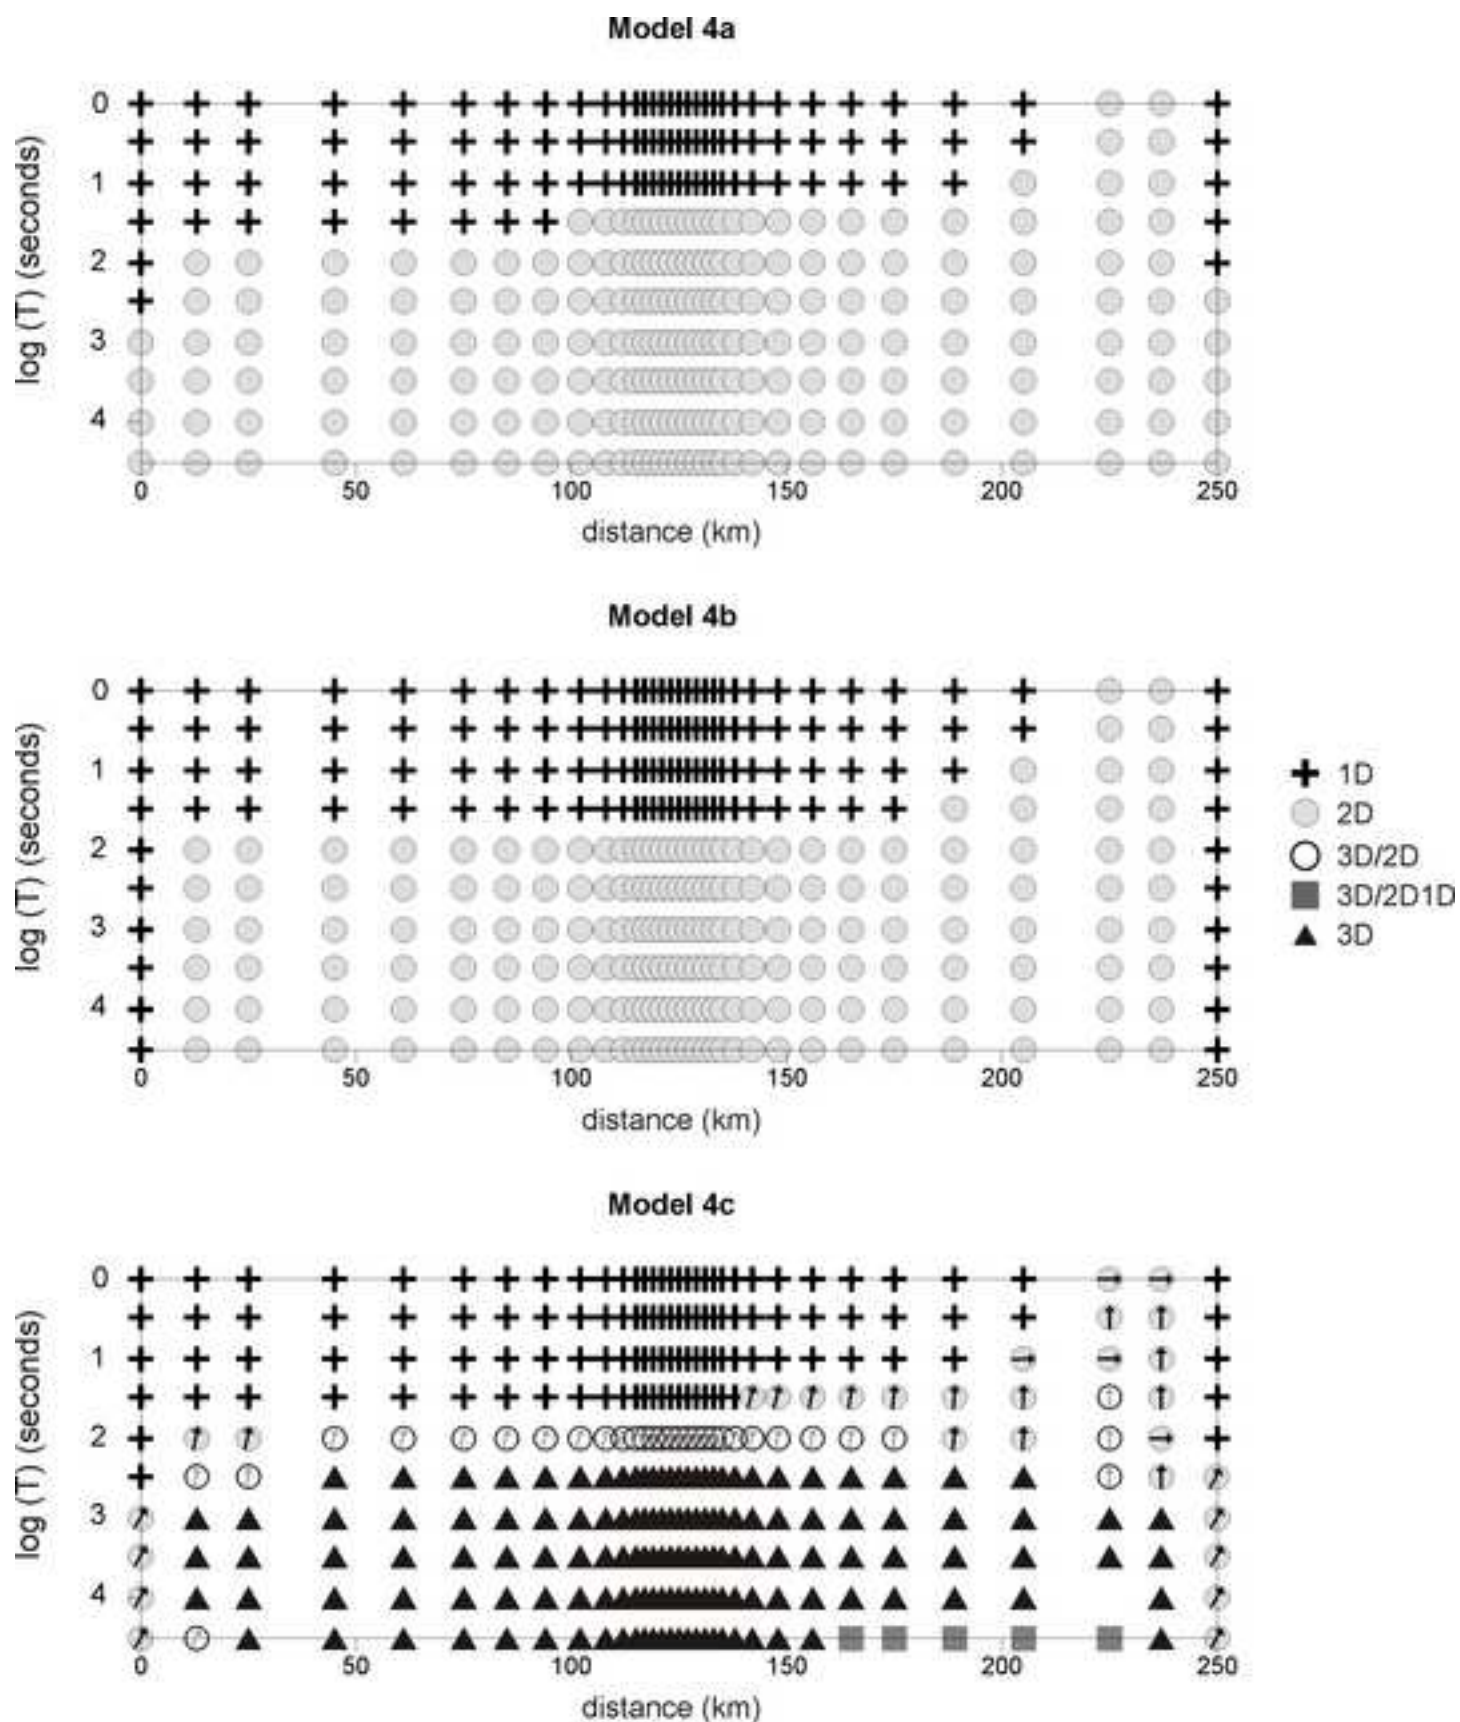 Model 4a
0
1
2
3
4
log (T) (seconds)
0 50 100 150 200 250
distance (km)
Model 4b
0
1
2
3
4
log (T) (seconds)
0 50 100 150 200 250
distance (km)
1D
2D
3D/2D
3D/2D1D
3D
Model 4c
0
1
2
3
4
log (T) (seconds)
0 50 100 150 200 250
distance (km)